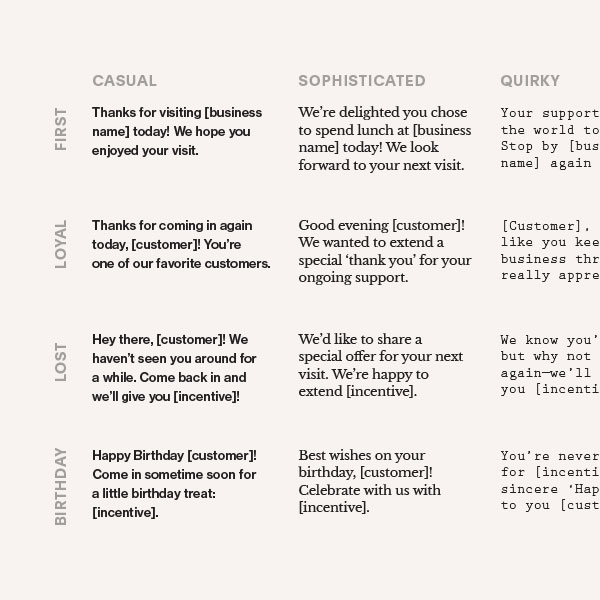 CASUAL
SOPHISTICATED
QUIRKY
FIRST
Thanks for visiting [business
name] today! We hope you
enjoyed your visit.
We’re delighted you chose
to spend lunch at [business
name] today! We look
forward to your next visit.
Your support
the world to
Stop by [bus
name] again
LOYAL
Thanks for coming in again
today, [customer]! You’re
one of our favorite customers.
Good evening [customer]!
We wanted to extend a
special ‘thank you’ for your
ongoing support.
[Customer],
like you kee
business thr
really appre
LOST
Hey there, [customer]! We
haven’t seen you around for
a while. Come back in and
we’ll give you [incentive]!
We’d like to share a
special offer for your next
visit. We’re happy to
extend [incentive].
We know you’
but why not
again—we’ll
you [incenti
BIRTHDAY
Happy Birthday [customer]!
Come in sometime soon for
a little birthday treat:
[incentive].
Best wishes on your
birthday, [customer]!
Celebrate with us with
[incentive].
You’re never
for [incenti
sincere ‘Hap
to you [cust